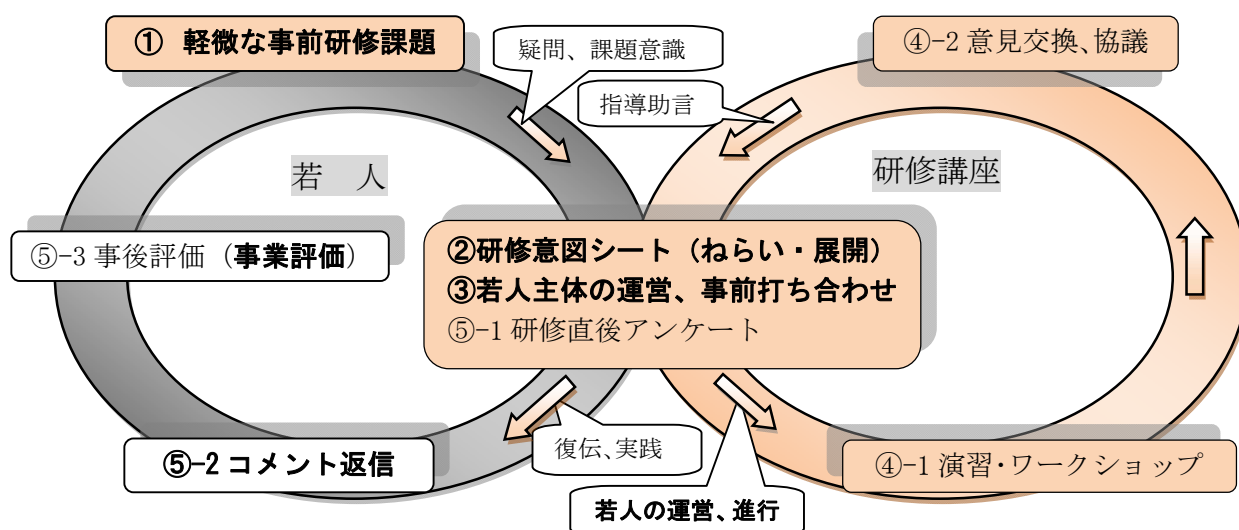 ① 軽微な事前研修課題
疑問、課題意識
④-2 意見交換、協議
指導助言
若 人
研修講座
⑤-3 事後評価（事業評価）
②研修意図シート（ねらい・展開）
③若人主体の運営、事前打ち合わせ
⑤-1 研修直後アンケート
⑤-2 コメント返信
復伝、実践
④-1 演習・ワークショップ
若人の運営、進行